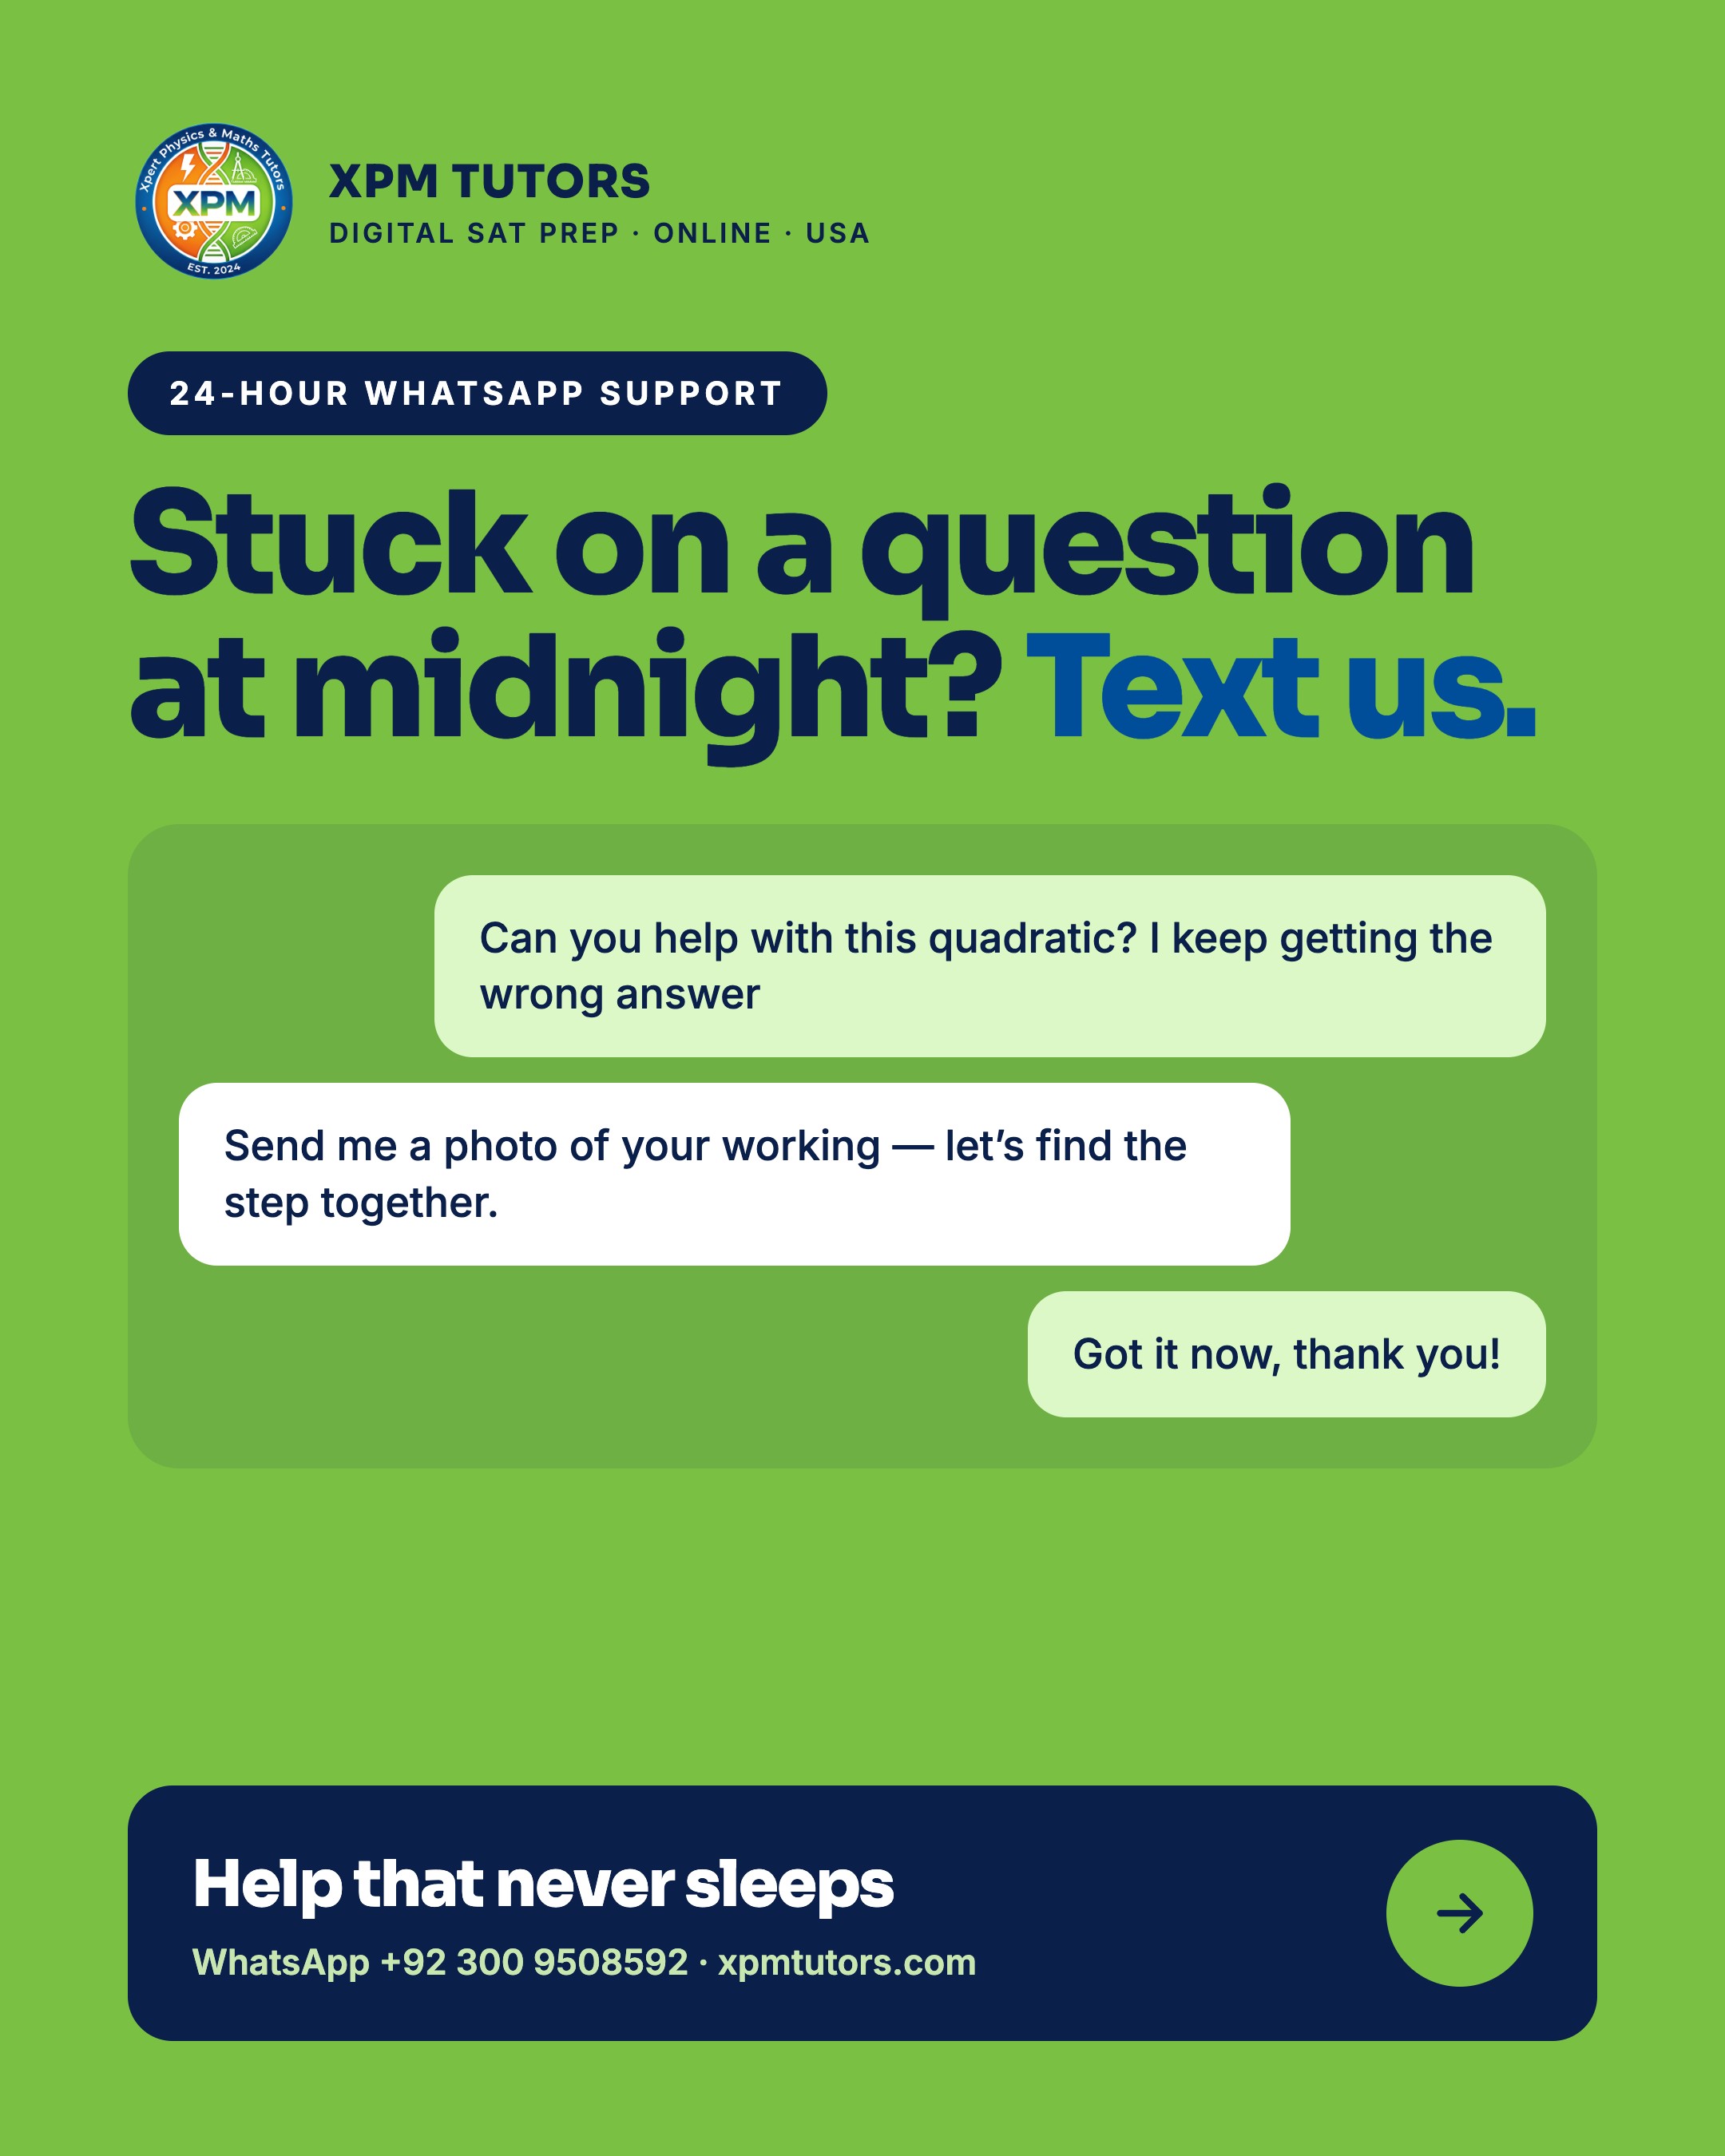 Xpert Physics & Maths Tutors
XPM
EST. 2024
XPM TUTORS
DIGITAL SAT PREP · ONLINE · USA
24-HOUR WHATSAPP SUPPORT
Stuck on a question
at midnight? Text us.
Can you help with this quadratic? I keep getting the
wrong answer
Send me a photo of your working — let’s find the
step together.
Got it now, thank you!
Help that never sleeps
WhatsApp +92 300 9508592 · xpmtutors.com